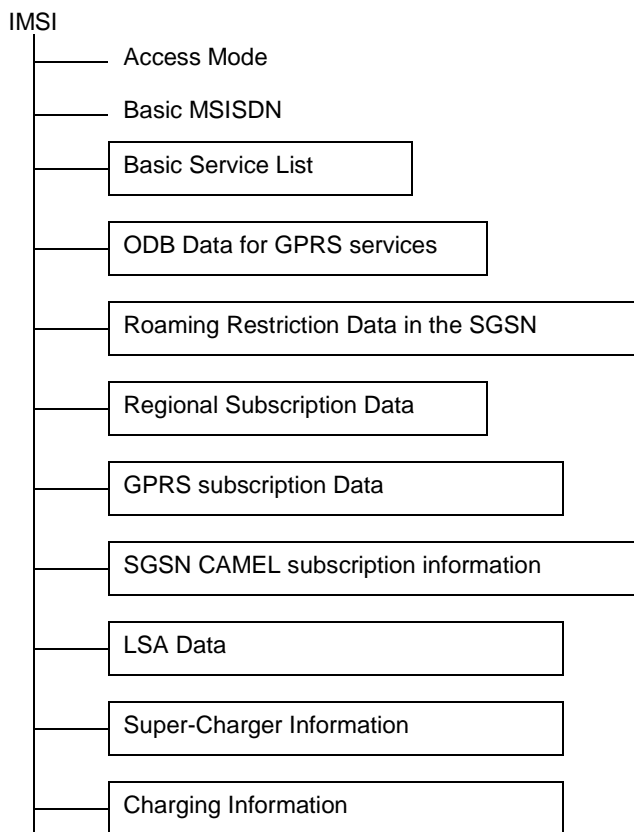 IMSI
Access Mode
Basic MSISDN
Basic Service List
ODB Data for GPRS services
Roaming Restriction Data in the SGSN
Regional Subscription Data
GPRS subscription Data
SGSN CAMEL subscription information
LSA Data
Super-Charger Information
Charging Information